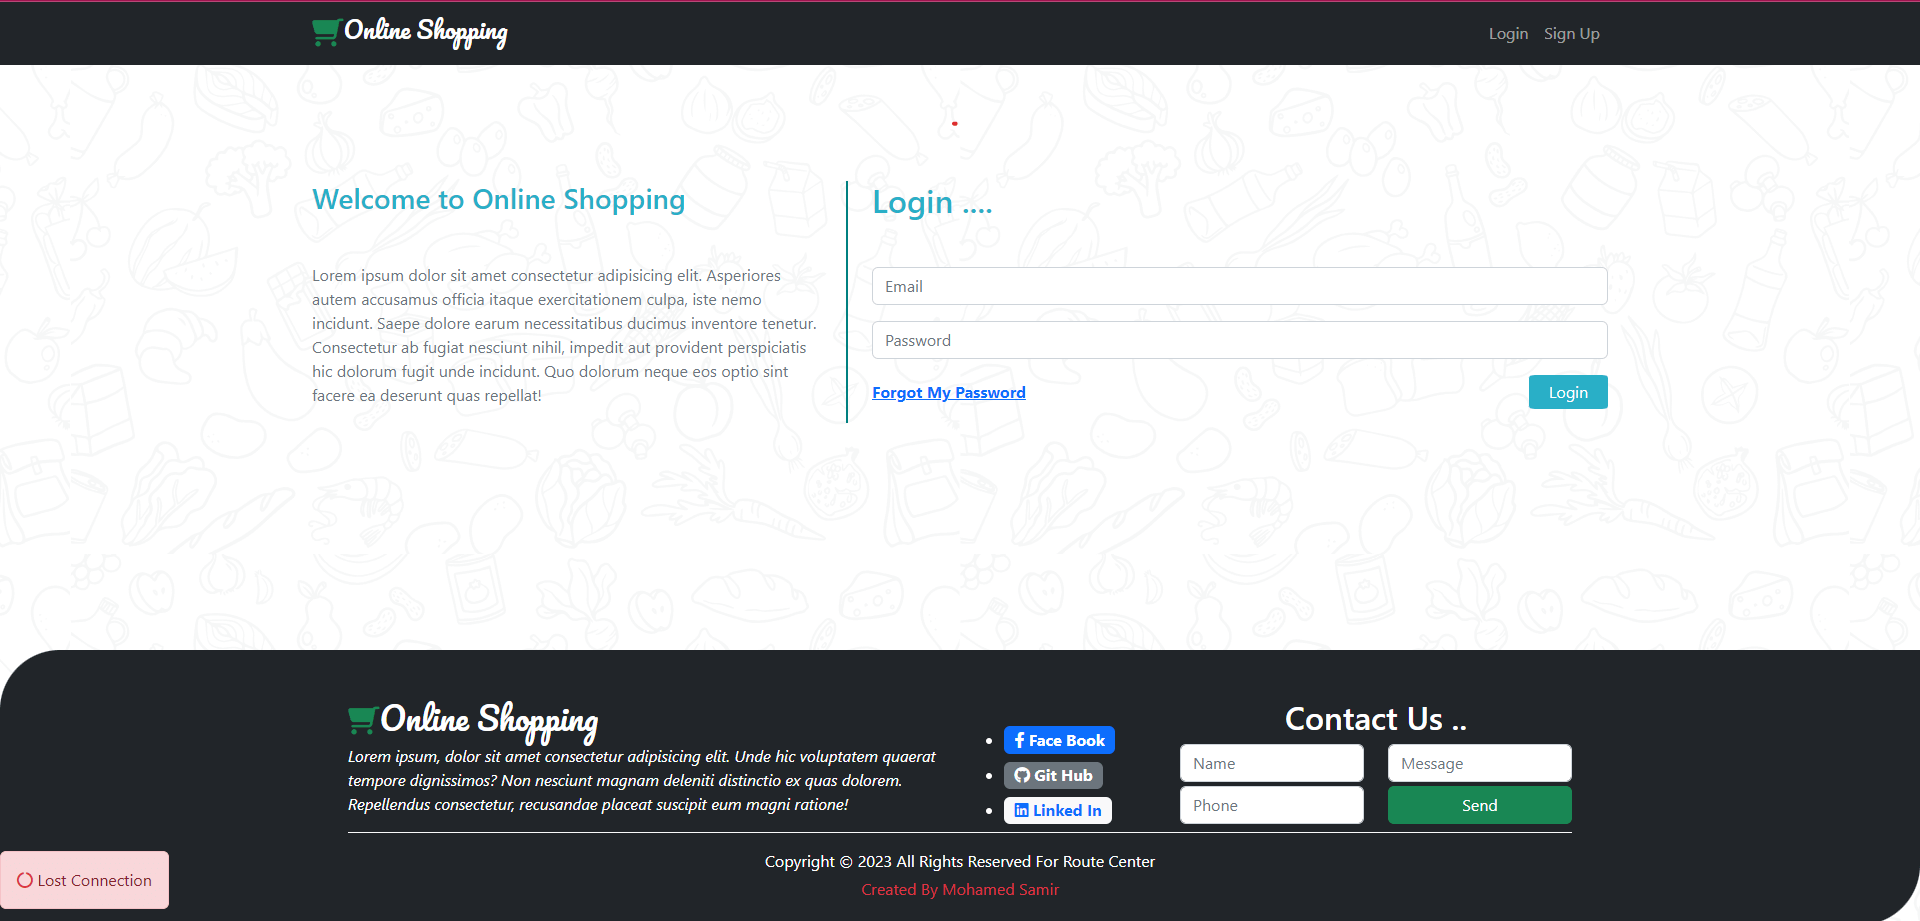 Online Shopping
Login Sign Up
Welcome to Online Shopping
Lorem ipsum dolor sit amet consectetur adipisicing elit. Asperiores
autem accusamus officia itaque exercitationem culpa, iste nemo
incidunt. Saepe dolore earum necessitatibus ducimus inventore tenetur.
Consectetur ab fugiat nesciunt nihil, impedit aut provident perspiciatis
hic dolorum fugit unde incidunt. Quo dolorum neque eos optio sint
facere ea deserunt quas repellat!
Login ....
Email
Password
Forgot My Password
Login
Online Shopping
Lorem ipsum, dolor sit amet consectetur adipisicing elit. Unde hic voluptatem quaerat
tempore dignissimos? Non nesciunt magnam deleniti distinctio ex quas dolorem.
Repellendus consectetur, recusandae placeat suscipit eum magni ratione!
Face Book
Git Hub
Linked In
Contact Us ..
Name
Message
Phone
Send
Copyright © 2023 All Rights Reserved For Route Center
Created By Mohamed Samir
Lost Connection